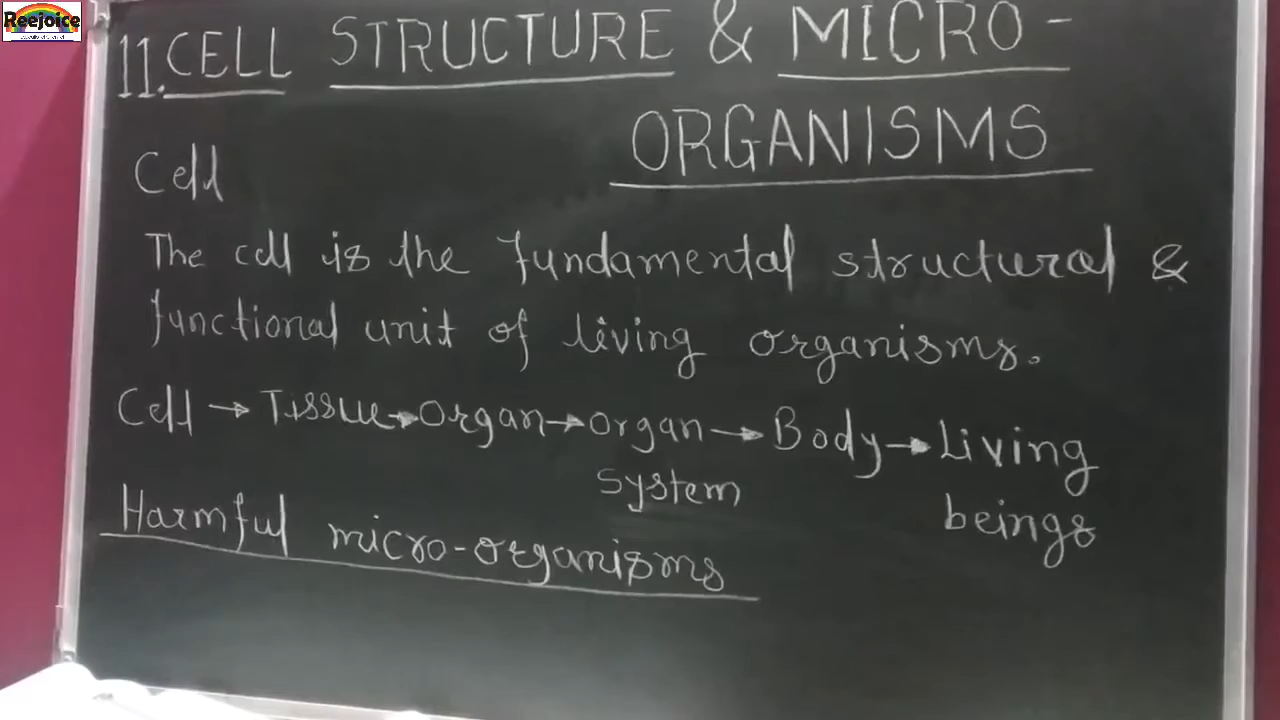 Reejoice
11. CELL STRUCTURE & MICRO-
ORGANISMS
Cell
The cell is the fundamental structural &
functional unit of living organisms.
Cell → Tissue → Organ → Organ → Body → Living
system beings
Harmful micro-organisms